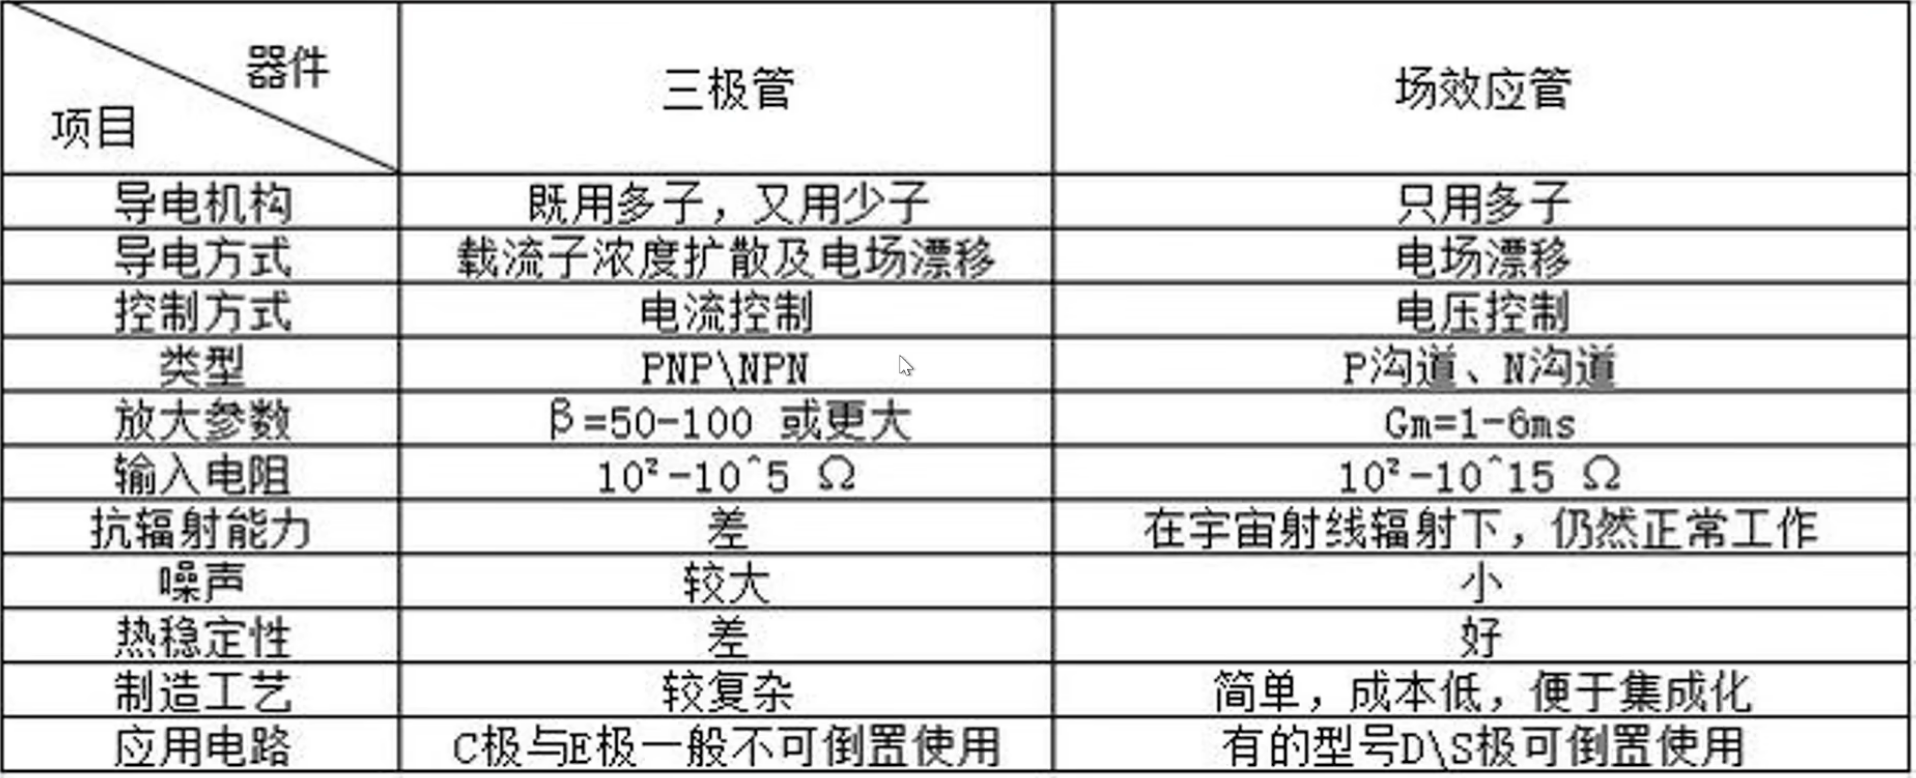 器件
项目
三极管
场效应管
导电机构
既用多子，又用少子
只用多子
导电方式
载流子浓度扩散及电场漂移
电场漂移
控制方式
电流控制
电压控制
类型
PNP\NPN
P沟道、N沟道
放大参数
β=50-100 或更大
Gm=1-6ms
输入电阻
10²-10^5 Ω
10²-10^15 Ω
抗辐射能力
差
在宇宙射线辐射下，仍然正常工作
噪声
较大
小
热稳定性
差
好
制造工艺
较复杂
简单，成本低，便于集成化
应用电路
C极与E极一般不可倒置使用
有的型号D\S极可倒置使用